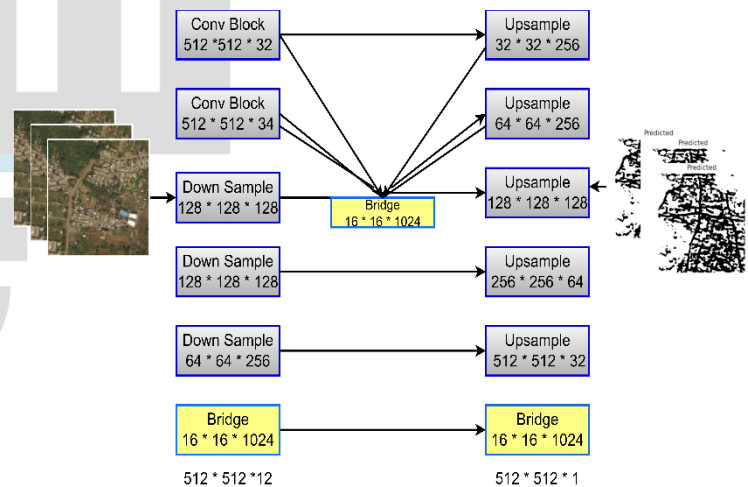 Conv Block
512 *512 * 32
Upsample
32 * 32 * 256
Conv Block
512 * 512 * 34
Upsample
64 * 64 * 256
Predicted
Predicted
Predicted
Down Sample
128 * 128 * 128
Bridge
16 * 16 * 1024
Upsample
128 * 128 * 128
Down Sample
128 * 128 * 128
Upsample
256 * 256 * 64
Down Sample
64 * 64 * 256
Upsample
512 * 512 * 32
Bridge
16 * 16 * 1024
Bridge
16 * 16 * 1024
512 * 512 *12
512 * 512 * 1